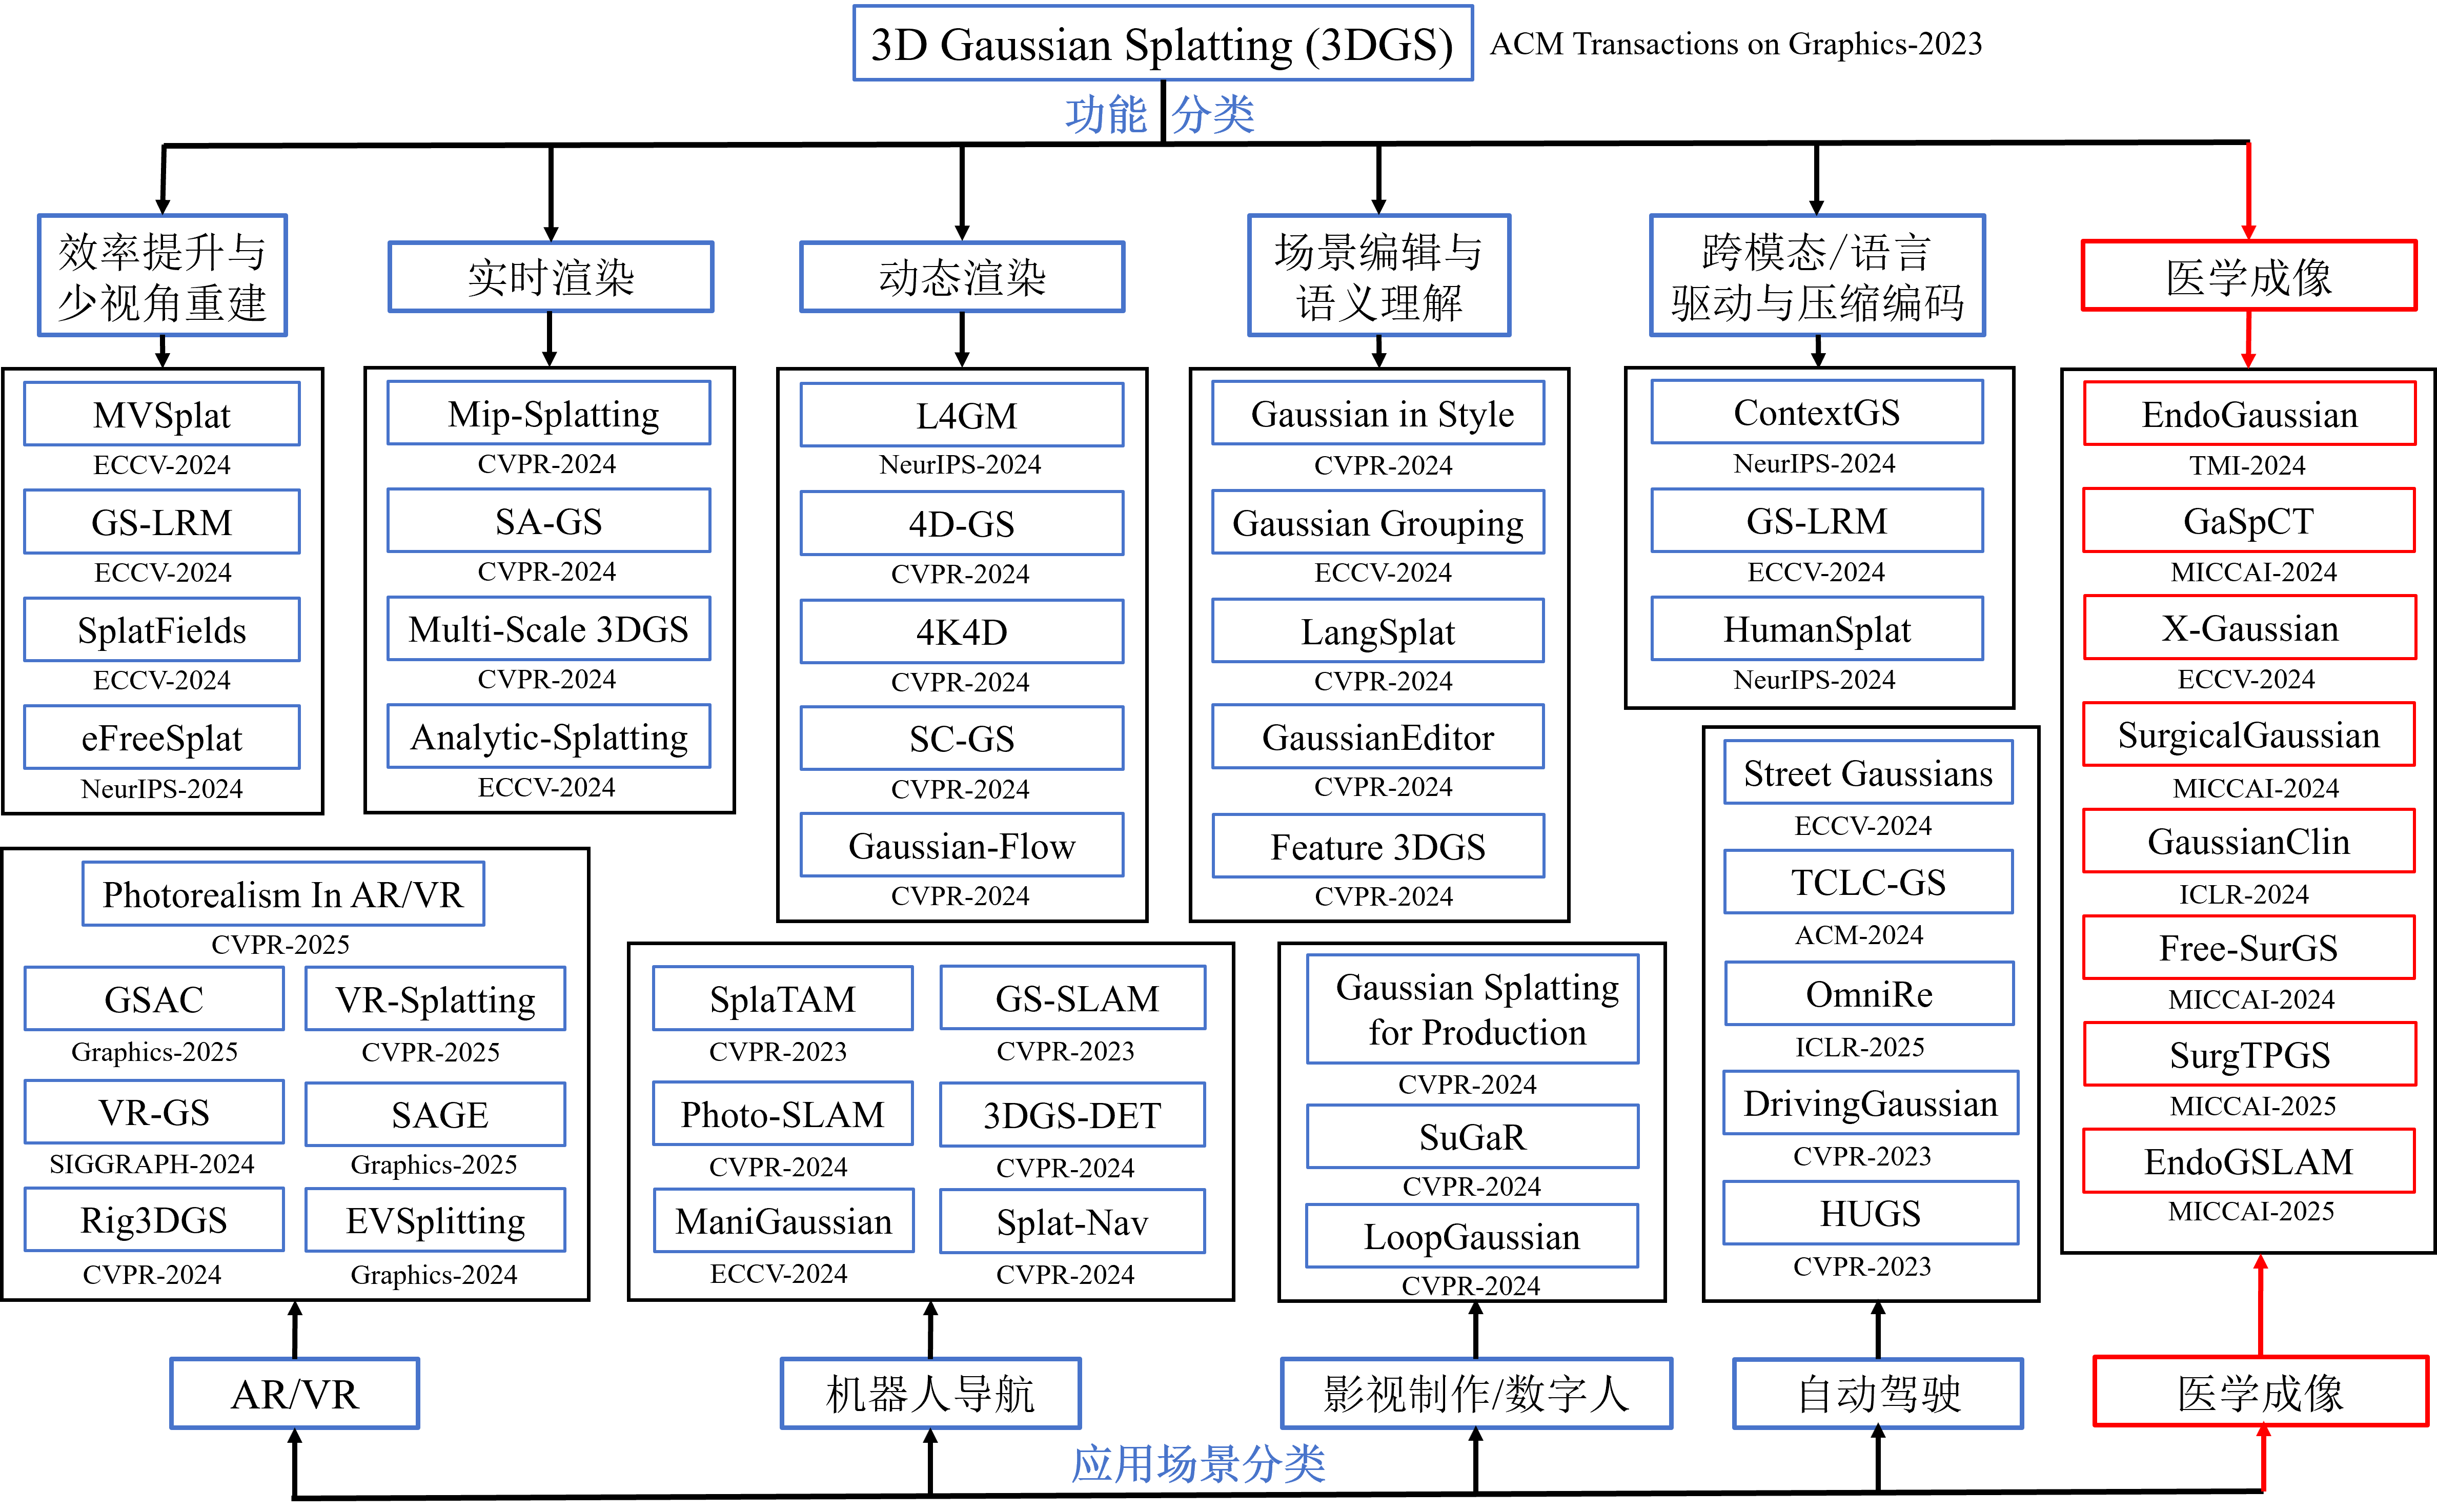 3D Gaussian Splatting (3DGS)
ACM Transactions on Graphics-2023
功能分类
效率提升与
少视角重建
MVSplat
ECCV-2024
GS-LRM
ECCV-2024
SplatFields
ECCV-2024
eFreeSplat
NeurIPS-2024
实时渲染
Mip-Splatting
CVPR-2024
SA-GS
CVPR-2024
Multi-Scale 3DGS
CVPR-2024
Analytic-Splatting
ECCV-2024
动态渲染
L4GM
NeurIPS-2024
4D-GS
CVPR-2024
4K4D
CVPR-2024
SC-GS
CVPR-2024
Gaussian-Flow
CVPR-2024
场景编辑与
语义理解
Gaussian in Style
CVPR-2024
Gaussian Grouping
ECCV-2024
LangSplat
CVPR-2024
GaussianEditor
CVPR-2024
Feature 3DGS
CVPR-2024
跨模态/语言
驱动与压缩编码
ContextGS
NeurIPS-2024
GS-LRM
ECCV-2024
HumanSplat
NeurIPS-2024
医学成像
EndoGaussian
TMI-2024
GaSpCT
MICCAI-2024
X-Gaussian
ECCV-2024
SurgicalGaussian
MICCAI-2024
GaussianClin
ICLR-2024
Free-SurGS
MICCAI-2024
SurgTPGS
MICCAI-2025
EndoGSLAM
MICCAI-2025
Photorealism In AR/VR
CVPR-2025
GSAC
Graphics-2025
VR-Splatting
CVPR-2025
VR-GS
SIGGRAPH-2024
SAGE
Graphics-2025
Rig3DGS
CVPR-2024
EVSplitting
Graphics-2024
AR/VR
SplaTAM
CVPR-2023
GS-SLAM
CVPR-2023
Photo-SLAM
CVPR-2024
3DGS-DET
CVPR-2024
ManiGaussian
ECCV-2024
Splat-Nav
CVPR-2024
机器人导航
Gaussian Splatting
for Production
CVPR-2024
SuGaR
CVPR-2024
LoopGaussian
CVPR-2024
影视制作/数字人
Street Gaussians
ECCV-2024
TCLC-GS
ACM-2024
OmniRe
ICLR-2025
DrivingGaussian
CVPR-2023
HUGS
CVPR-2023
自动驾驶
医学成像
应用场景分类